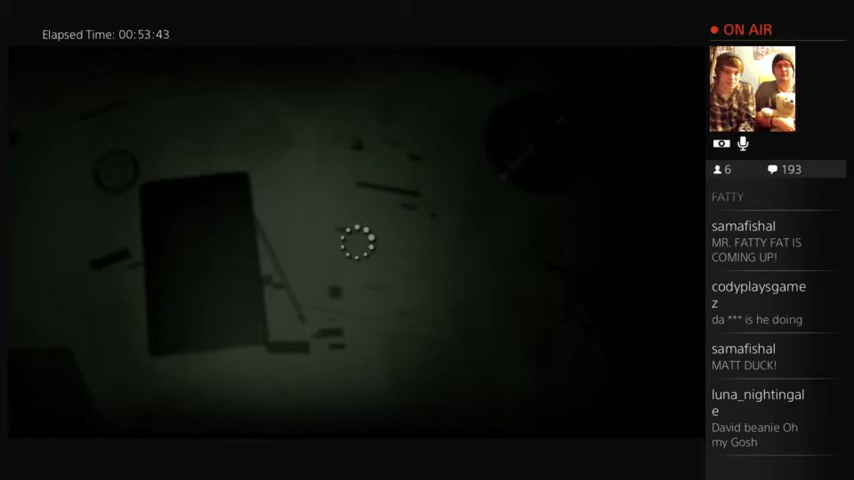 Elapsed Time: 00:53:43
ON AIR
6
193
FATTY
samafishal
MR. FATTY FAT IS
COMING UP!
codyplaysgame
z
da *** is he doing
samafishal
MATT DUCK!
luna_nightingal
e
David beanie Oh
my Gosh